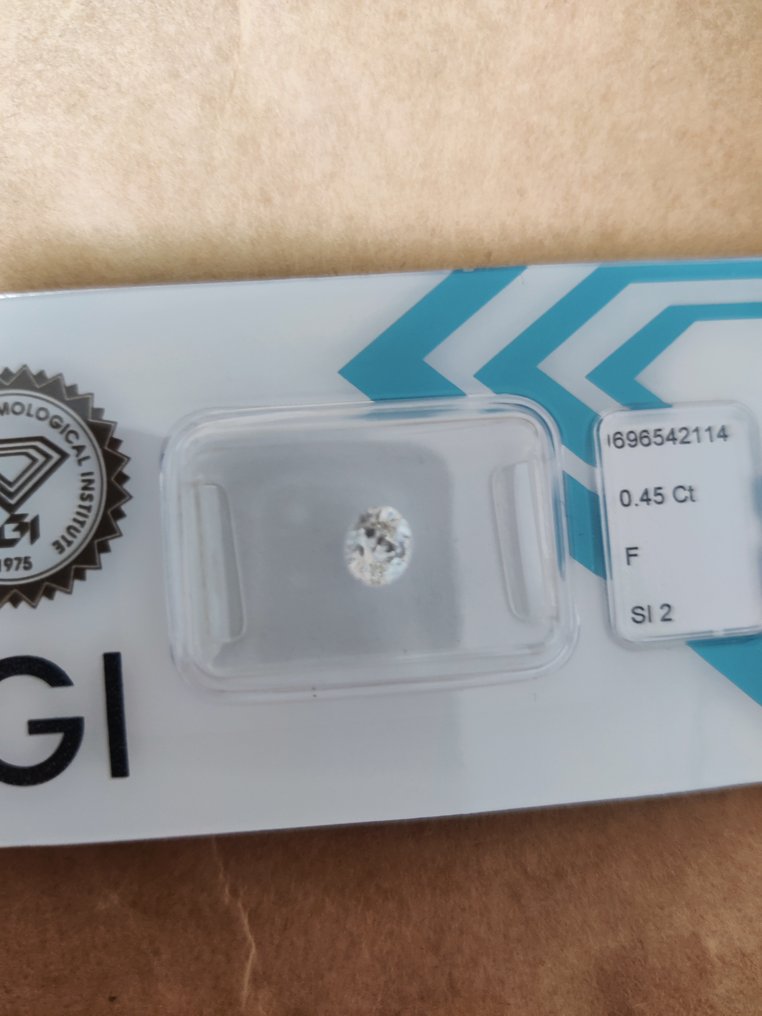 MOLOGICAL INSTITUTE
1975
GI
696542114
0.45 Ct
F
SI 2